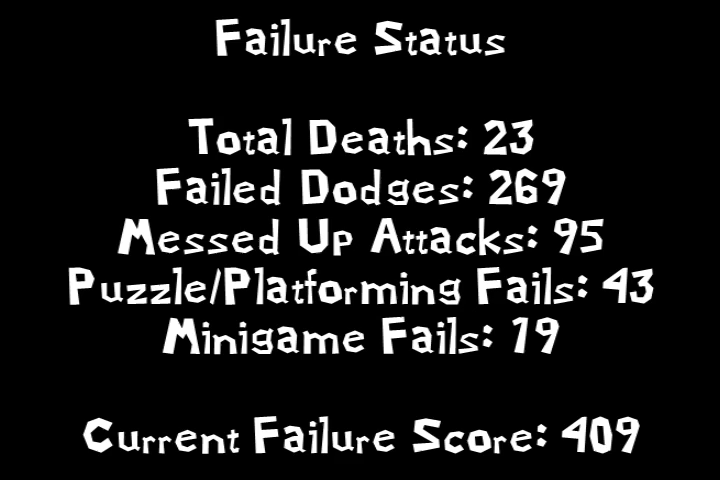 Failure Status
Total Deaths: 23
Failed Dodges: 269
Messed Up Attacks: 95
Puzzle/Platforming Fails: 43
Minigame Fails: 19
Current Failure Score: 409